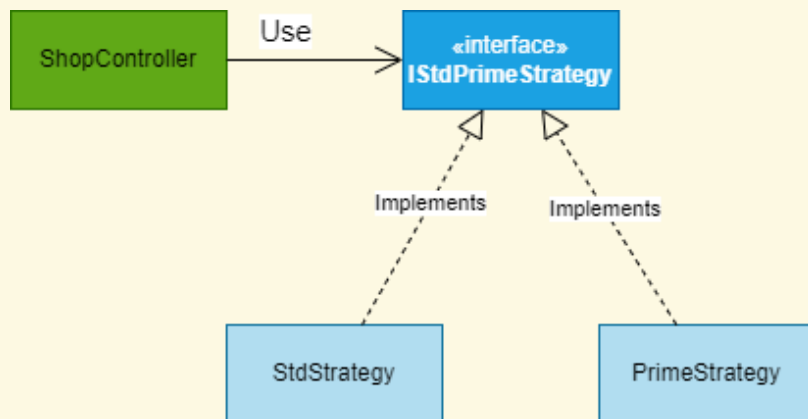 ShopController
Use
«interface»
IStdPrimeStrategy
Implements
Implements
StdStrategy
PrimeStrategy